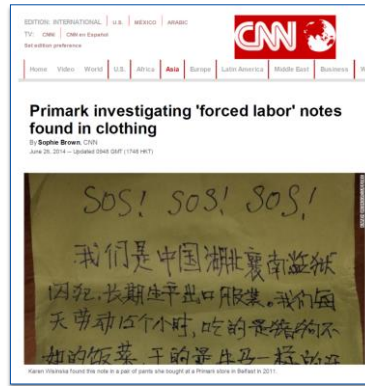 EDITION: INTERNATIONAL U.S. MÉXICO ARABIC
TV: CNN CNN en Español
Set edition preference
CNN
Home Video World U.S. Africa Asia Europe Latin America Middle East Business W
Primark investigating 'forced labor' notes
found in clothing
By Sophie Brown, CNN
June 26, 2014 -- Updated 0946 GMT (1746 HKT)
SOS! SOS! SOS!
我们是中国湖北襄南监狱
囚犯,长期生产出口服装。我们每
天劳动15个小时,吃的是猪狗不
如的饭菜,干的是牛马一样的
Karen Wisinska found this note in a pair of pants she bought at a Primark store in Belfast in 2011.